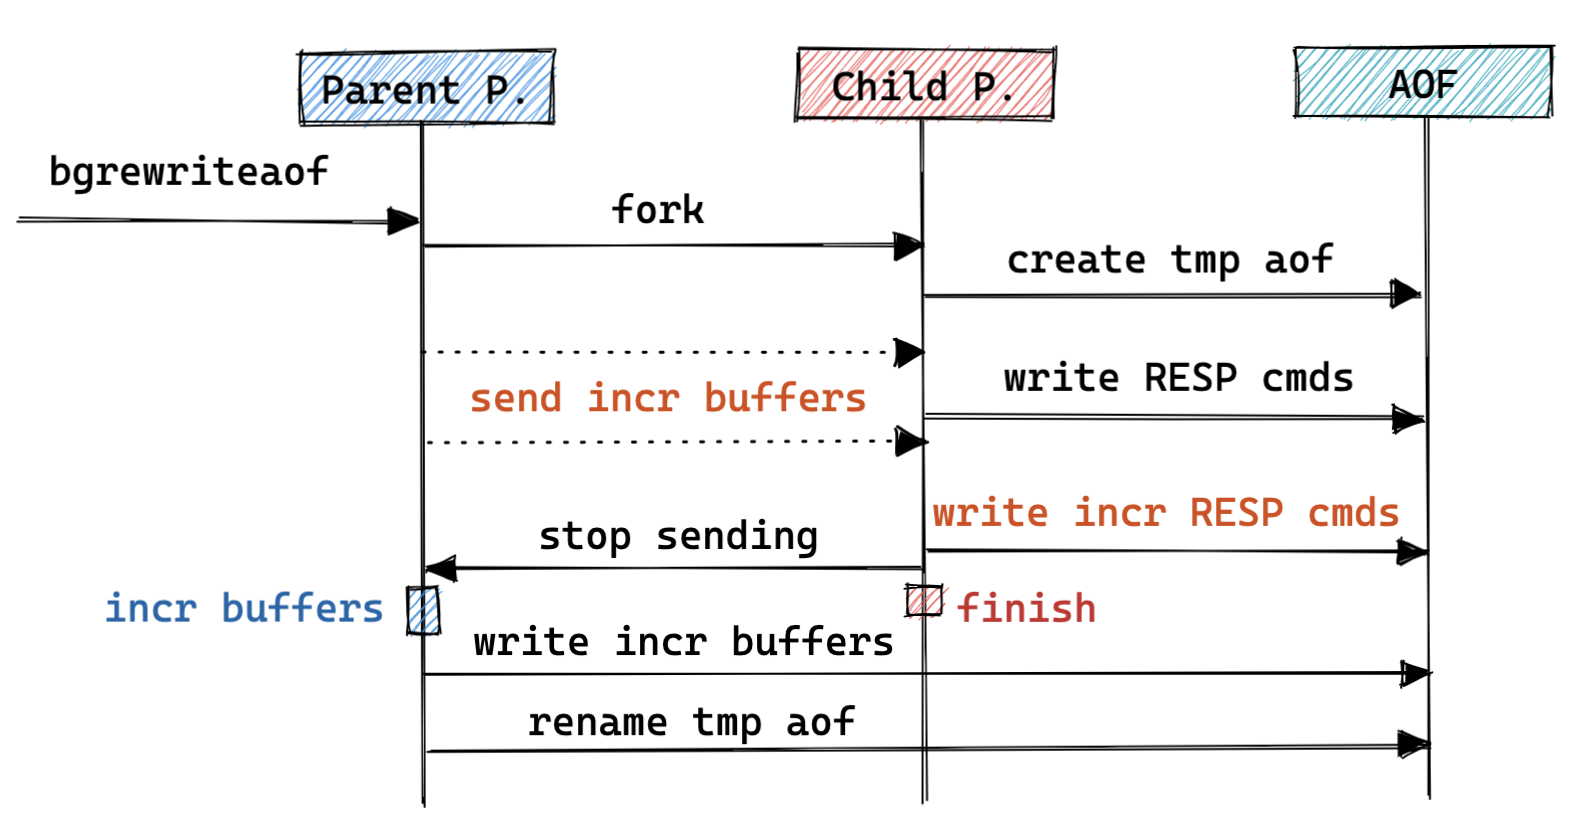 Parent P.
Child P.
AOF
bgrewriteaof
fork
create tmp aof
write RESP cmds
send incr buffers
write incr RESP cmds
stop sending
incr buffers
finish
write incr buffers
rename tmp aof